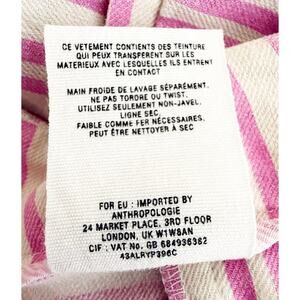 CE VETEMENT CONTIENTS DES TEINTURE
QUI PEUX TRANSFERENT SUR LES
MATERIEUX AVEC LESQUELLES ILS ENTRENT
EN CONTACT
MAIN FROIDE DE LAVAGE SÉPARÉMENT.
NE PAS TORDRE OU TWIST.
UTILISEZ SEULEMENT NON-JAVEL.
LIGNE SEC.
FAIBLE COMME FER NÉCESSAIRES.
PEUT ÊTRE NETTOYER À SEC
FOR EU : IMPORTED BY
ANTHROPOLOGIE
24 MARKET PLACE, 3RD FLOOR
LONDON, UK W1W8AN
CIF : VAT No. GB 684936362
43ALRYP396C